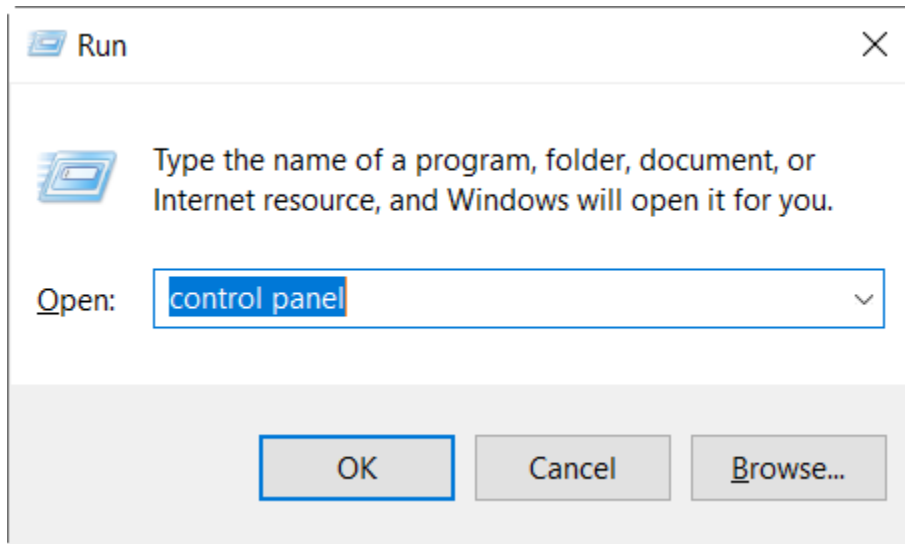 Run
Type the name of a program, folder, document, or
Internet resource, and Windows will open it for you.
Open: control panel
OK Cancel Browse...